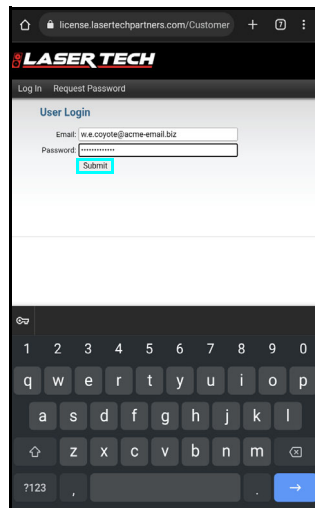 license.lasertechpartners.com/Customer
7
LASER TECH
Log In Request Password
User Login
Email: w.e.coyote@acme-email.biz
Password: •••••••••••••
Submit
1 2 3 4 5 6 7 8 9 0
q w e r t y u i o p
a s d f g h j k l
z x c v b n m
?123 , .